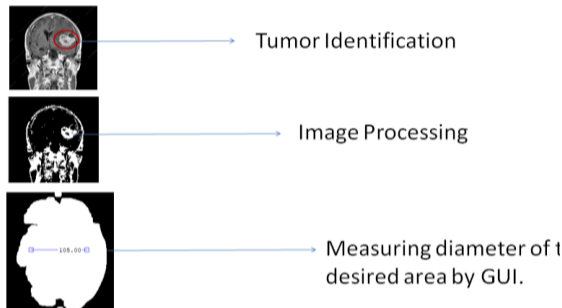 Tumor Identification
Image Processing
105.00
Measuring diameter of t
desired area by GUI.